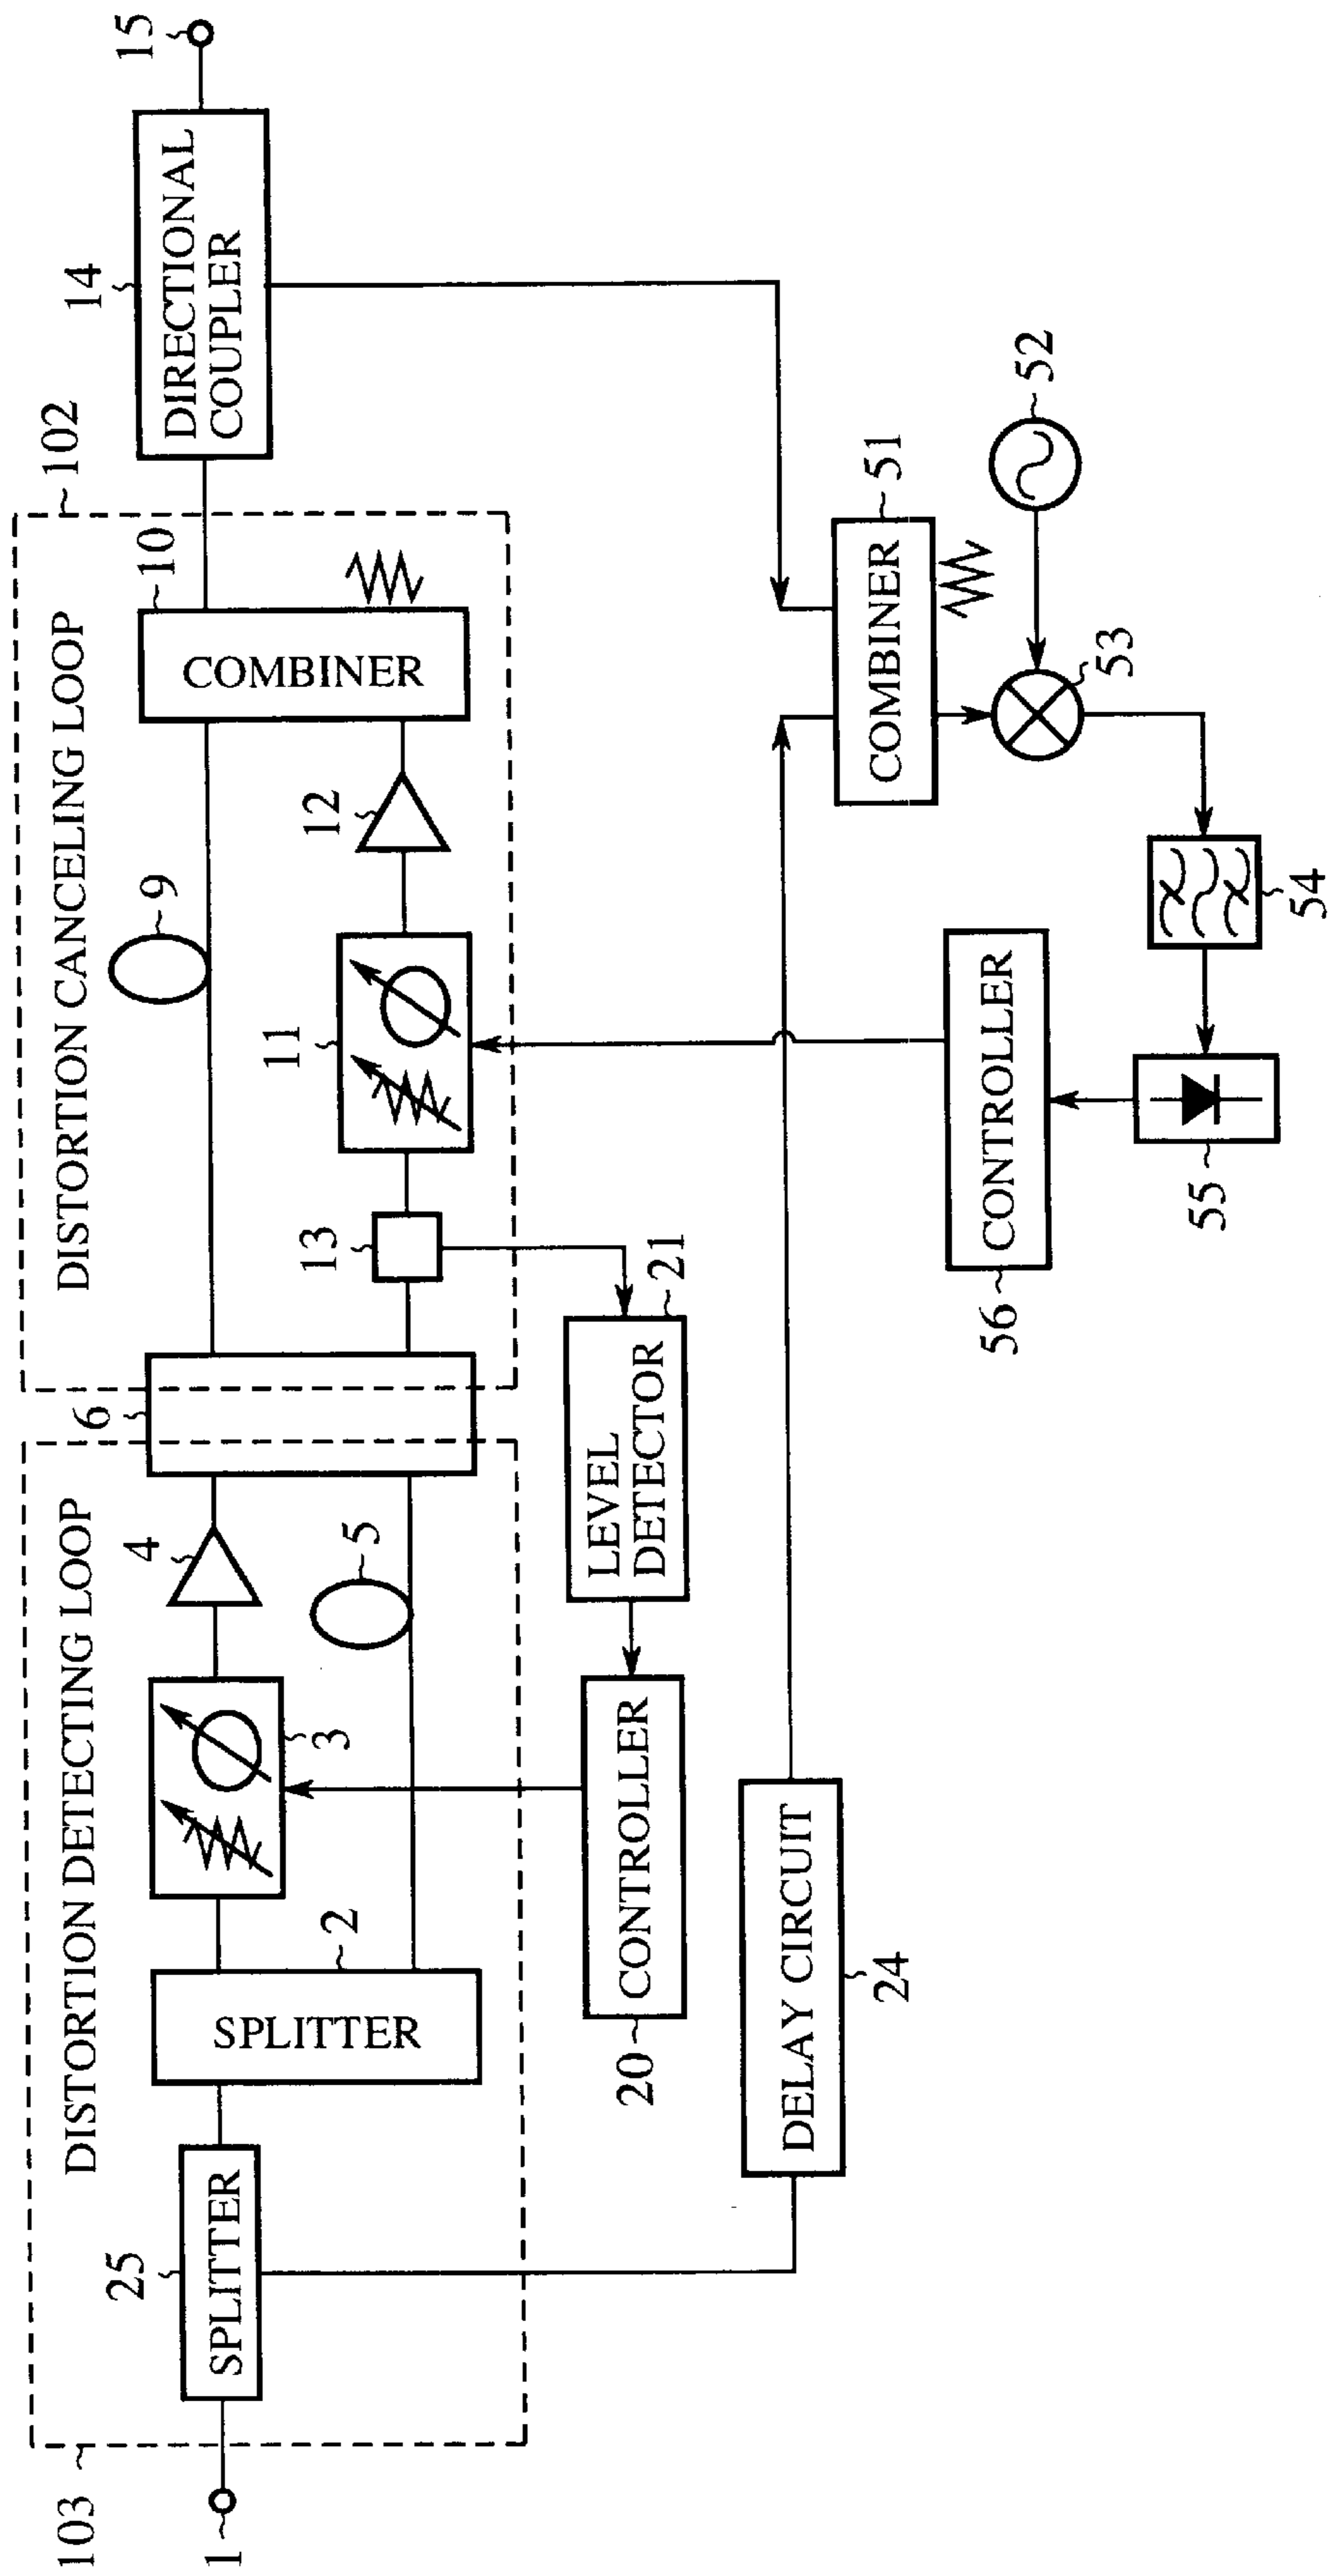 103
DISTORTION DETECTING LOOP
DISTORTION CANCELING LOOP
102
1
25
SPLITTER
SPLITTER
2
3
4
5
6
9
13
11
12
10
COMBINER
14
DIRECTIONAL
COUPLER
15
20
CONTROLLER
LEVEL
DETECTOR
21
DELAY CIRCUIT
24
COMBINER
51
52
53
54
55
56
CONTROLLER